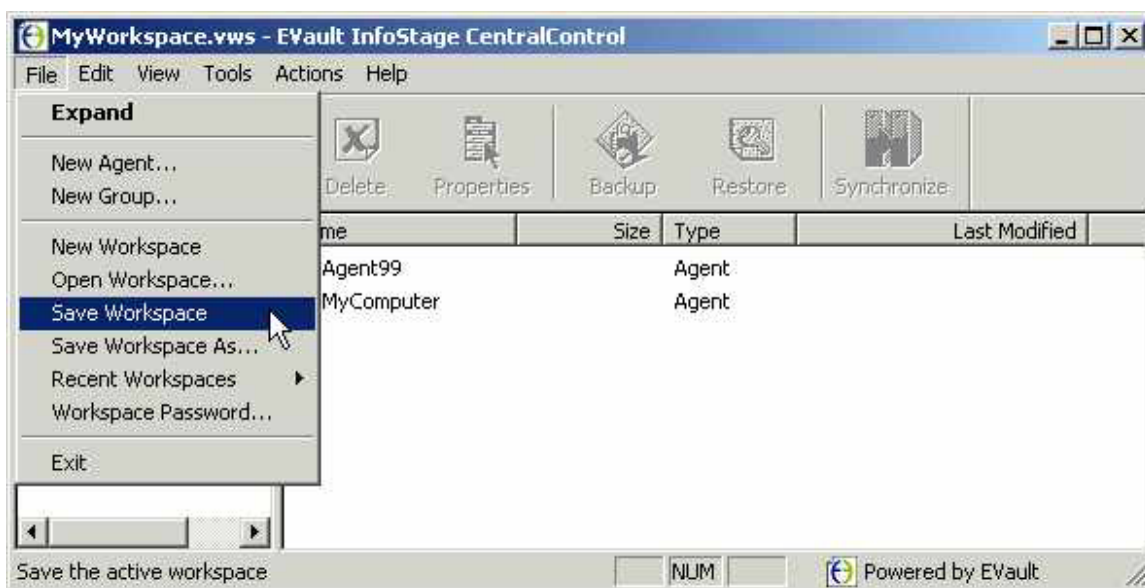 MyWorkspace.vws - EVault InfoStage CentralControl
File Edit View Tools Actions Help
Expand
New Agent...
New Group...
New Workspace
Open Workspace...
Save Workspace
Save Workspace As...
Recent Workspaces
Workspace Password...
Exit
Delete Properties Backup Restore Synchronize
me Size Type Last Modified
Agent99 Agent
MyComputer Agent
Save the active workspace NUM Powered by EVault